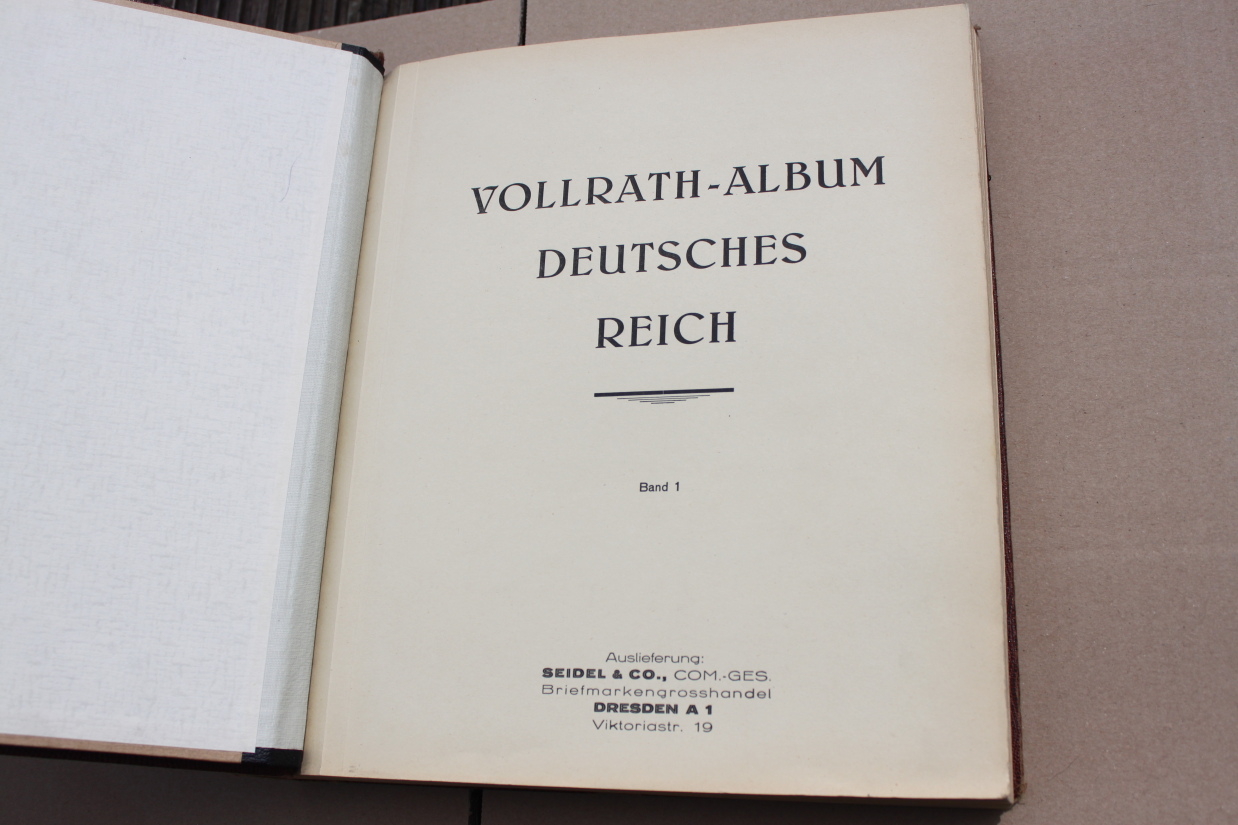 VOLLRATH-ALBUM
DEUTSCHES
REICH
Band 1
Auslieferung:
SEIDEL & CO., COM.-GES.
Briefmarkengrosshandel
DRESDEN A 1
Viktoriastr. 19